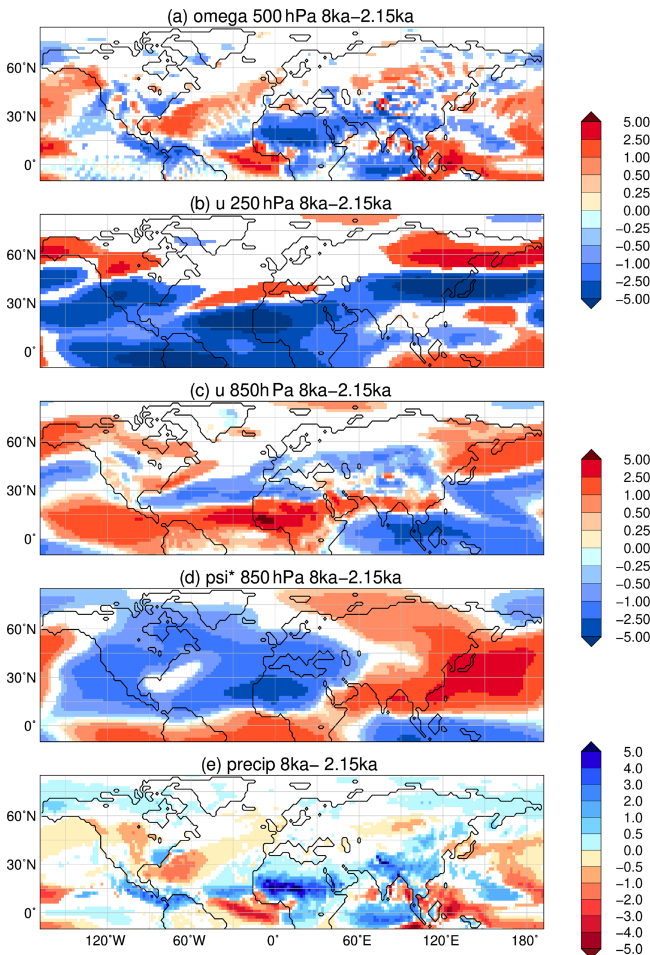 (a) omega 500 hPa 8ka−2.15ka
60˚N
30˚N
0˚
5.00
2.50
1.00
0.50
0.25
0.00
−0.25
−0.50
−1.00
−2.50
−5.00
(b) u 250 hPa 8ka−2.15ka
60˚N
30˚N
0˚
(c) u 850h Pa 8ka−2.15ka
60˚N
30˚N
0˚
5.00
2.50
1.00
0.50
0.25
0.00
−0.25
−0.50
−1.00
−2.50
−5.00
(d) psi* 850 hPa 8ka−2.15ka
60˚N
30˚N
0˚
(e) precip 8ka− 2.15ka
60˚N
30˚N
0˚
5.0
4.0
3.0
2.0
1.0
0.5
0.0
−0.5
−1.0
−2.0
−3.0
−4.0
−5.0
120˚W 60˚W 0˚ 60˚E 120˚E 180˚